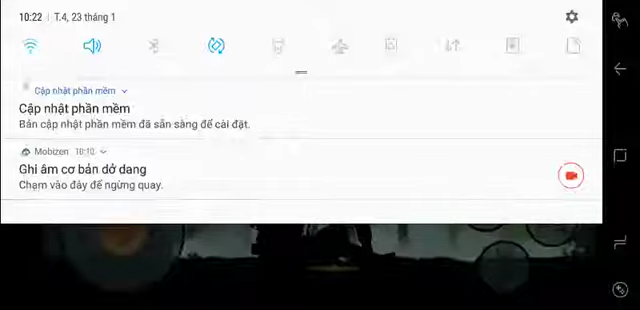 10:22 | T.4, 23 tháng 1
Cập nhật phần mềm
Cập nhật phần mềm
Bản cập nhật phần mềm đã sẵn sàng để cài đặt.
Mobizen 10:10
Ghi âm cơ bản dở dang
Chạm vào đây để ngừng quay.